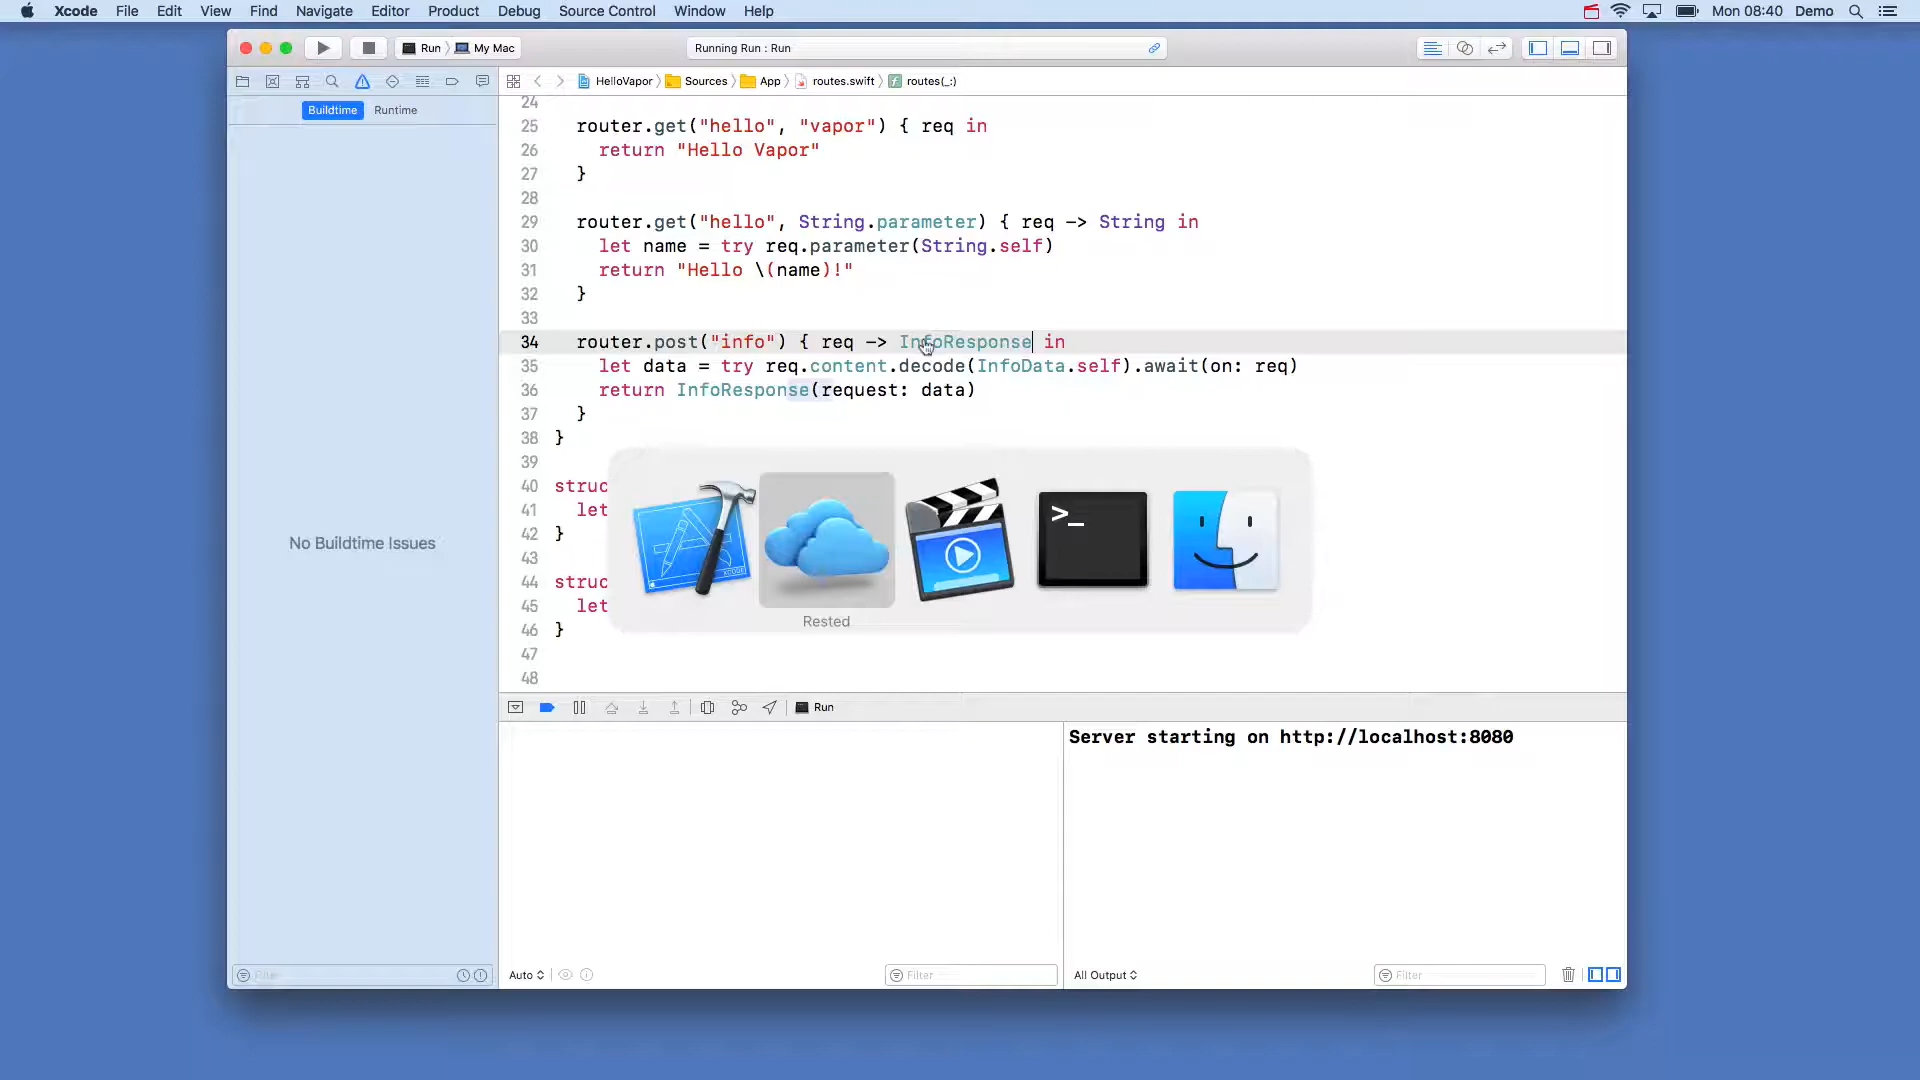 Xcode File Edit View Find Navigate Editor Product Debug Source Control Window Help Mon 08:40 Demo
Run My Mac Running Run : Run
HelloVapor Sources App routes.swift routes(_:)
Buildtime Runtime
24
25 router.get("hello", "vapor") { req in
26 return "Hello Vapor"
27 }
28
29 router.get("hello", String.parameter) { req -> String in
30 let name = try req.parameter(String.self)
31 return "Hello \(name)!"
32 }
33
34 router.post("info") { req -> InfoResponse in
35 let data = try req.content.decode(InfoData.self).await(on: req)
36 return InfoResponse(request: data)
37 }
38 }
39
40 struc
41 let
42 }
43
44 struc
45 let
46 }
47
48
No Buildtime Issues
XCODE
>_
Rested
Run
Server starting on http://localhost:8080
Filter
Auto Filter
All Output Filter